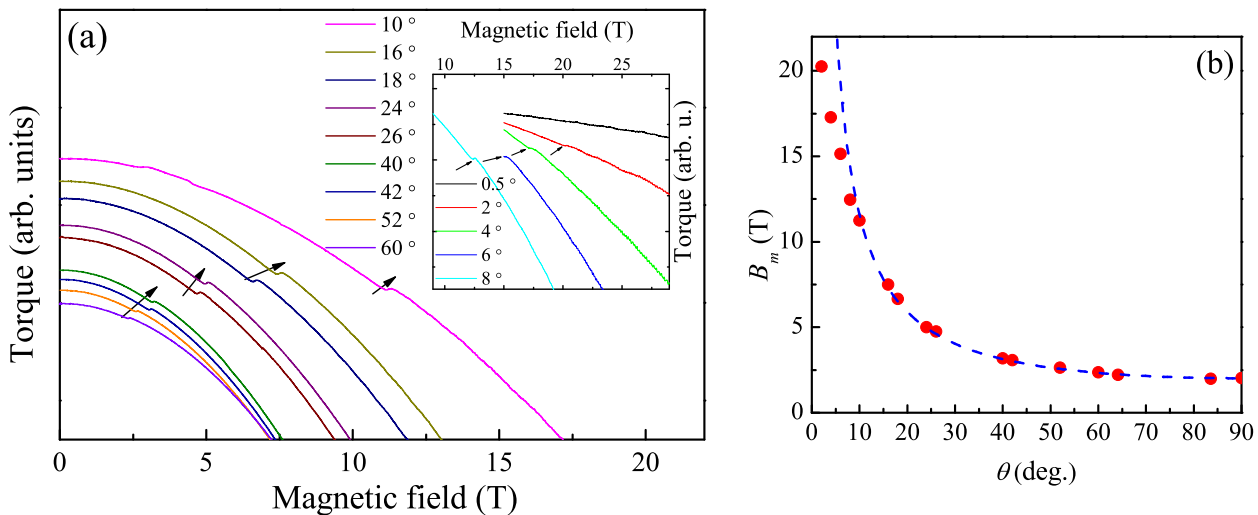 (a)
10 °
16 °
18 °
24 °
26 °
40 °
42 °
52 °
60 °
Magnetic field (T)
10 15 20 25
Torque (arb. u.)
0.5 °
2 °
4 °
6 °
8 °
Torque (arb. units)
0 5 10 15 20
Magnetic field (T)
(b)
20
15
10
5
0
B_m (T)
0 10 20 30 40 50 60 70 80 90
θ (deg.)